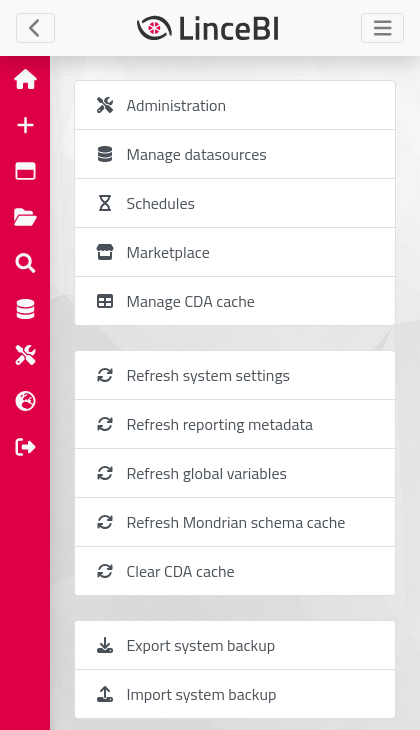 LinceBI
Administration
Manage datasources
Schedules
Marketplace
Manage CDA cache
Refresh system settings
Refresh reporting metadata
Refresh global variables
Refresh Mondrian schema cache
Clear CDA cache
Export system backup
Import system backup